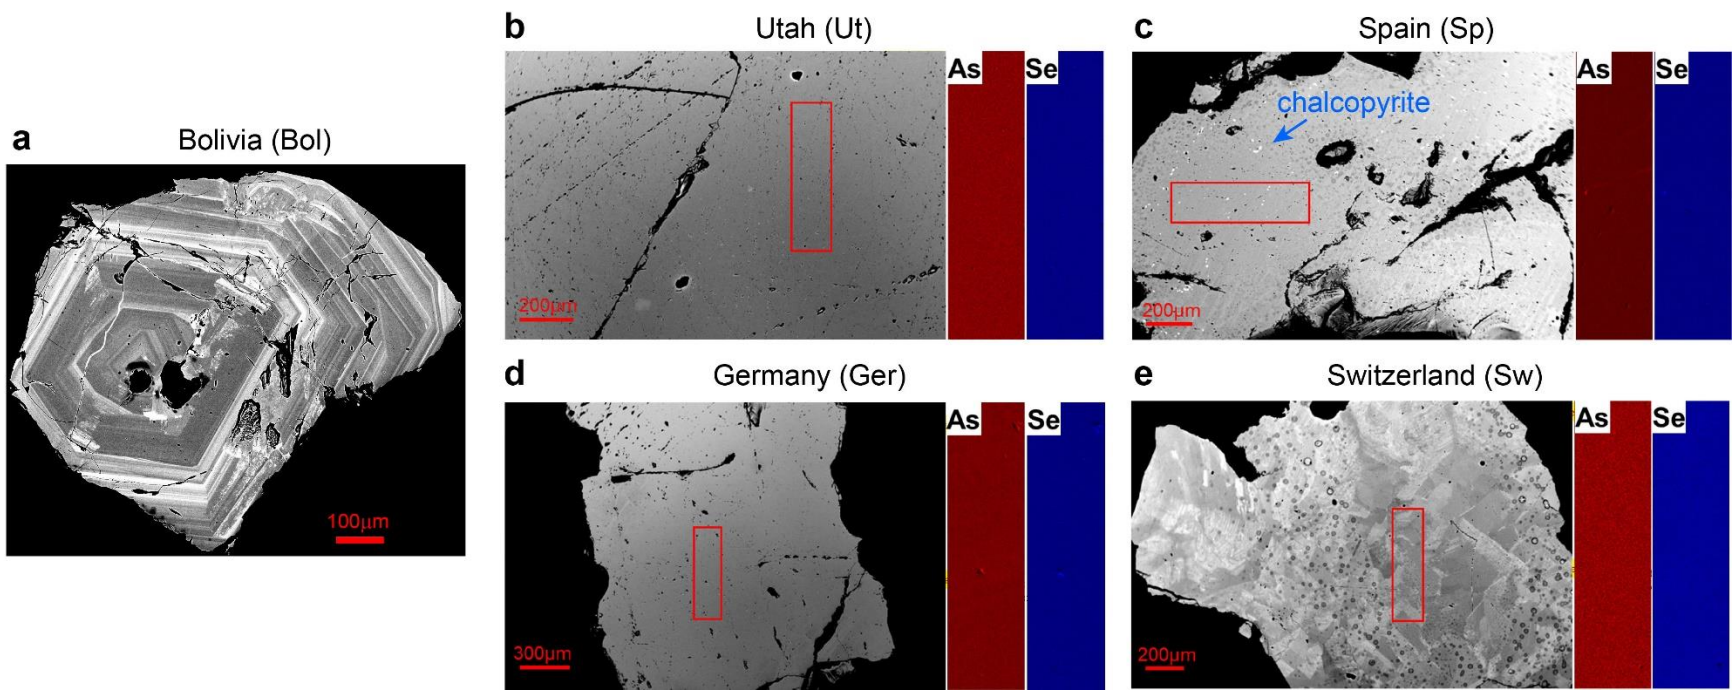 a
Bolivia (Bol)
100µm
b
Utah (Ut)
As
Se
200µm
c
Spain (Sp)
chalcopyrite
As
Se
200µm
d
Germany (Ger)
As
Se
300µm
e
Switzerland (Sw)
As
Se
200µm